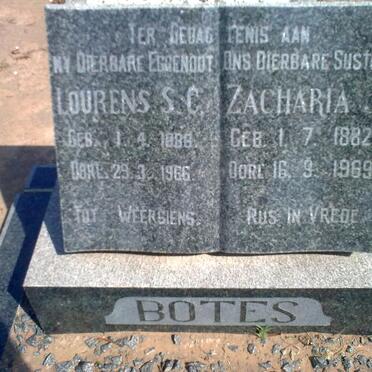 TER GEDAGTENIS AAN
MY DIERBARE EGGENOOT ONS DIERBARE SUSTE
LOURENS S.C. ZACHARIA
GEB. 1.4.1889. GEB. 1.7.1882
OORL. 29.3.1966. OORL. 16.9.1969
TOT WEERSIENS. RUS IN VREDE
BOTES